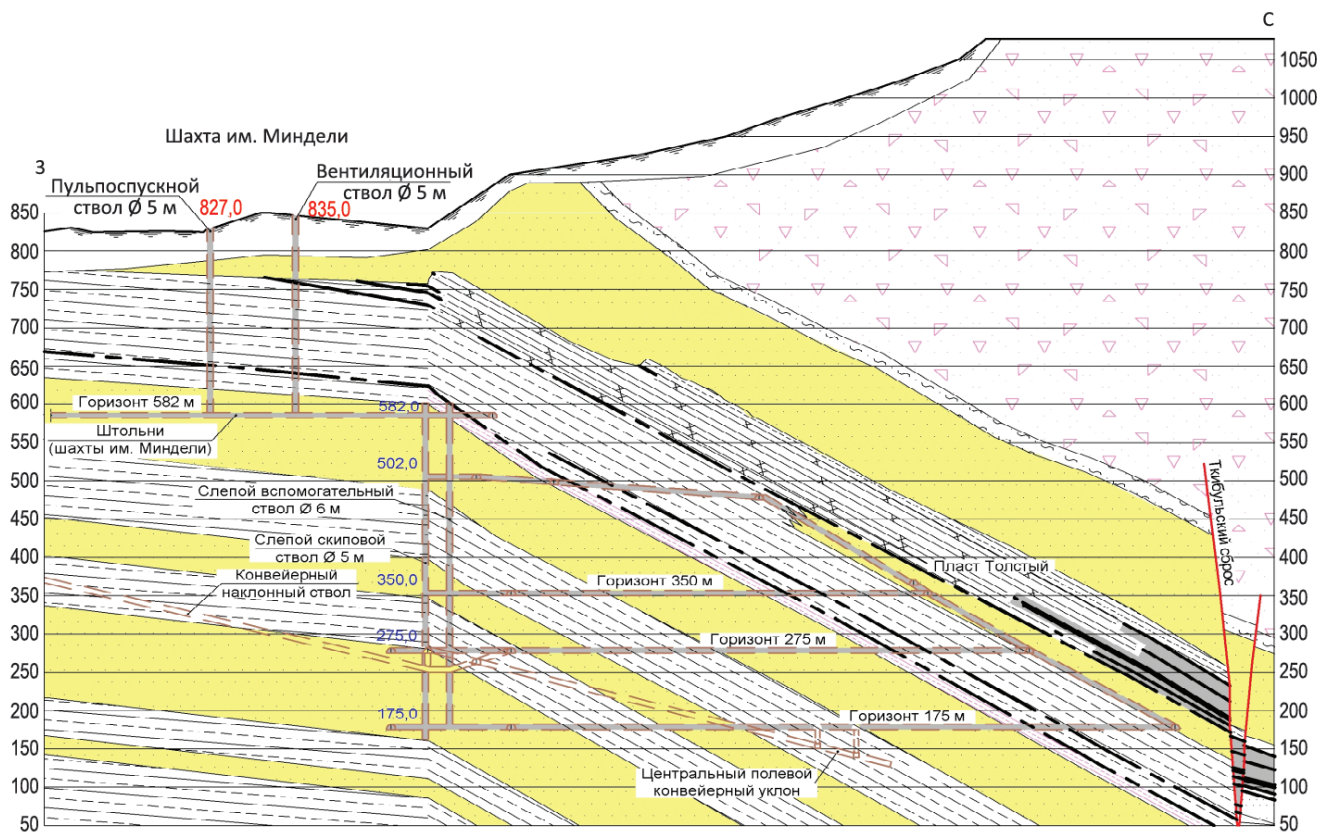 С
Шахта им. Миндели
З
Пульпоспускной
ствол Ø 5 м
827,0
Вентиляционный
ствол Ø 5 м
835,0
1050
1000
950
900
850
800
750
700
650
600
550
500
450
400
350
300
250
200
150
100
50
850
800
750
700
650
600
550
500
450
400
350
300
250
200
150
100
50
Горизонт 582 м
582,0
Штольни
(шахты им. Миндели)
502,0
Слепой вспомогательный
ствол Ø 6 м
Слепой скиповой
ствол Ø 5 м
Конвейерный
наклонный ствол
350,0
Горизонт 350 м
Пласт Толстый
Ткибульский сброс
275,0
Горизонт 275 м
175,0
Горизонт 175 м
Центральный полевой
конвейерный уклон